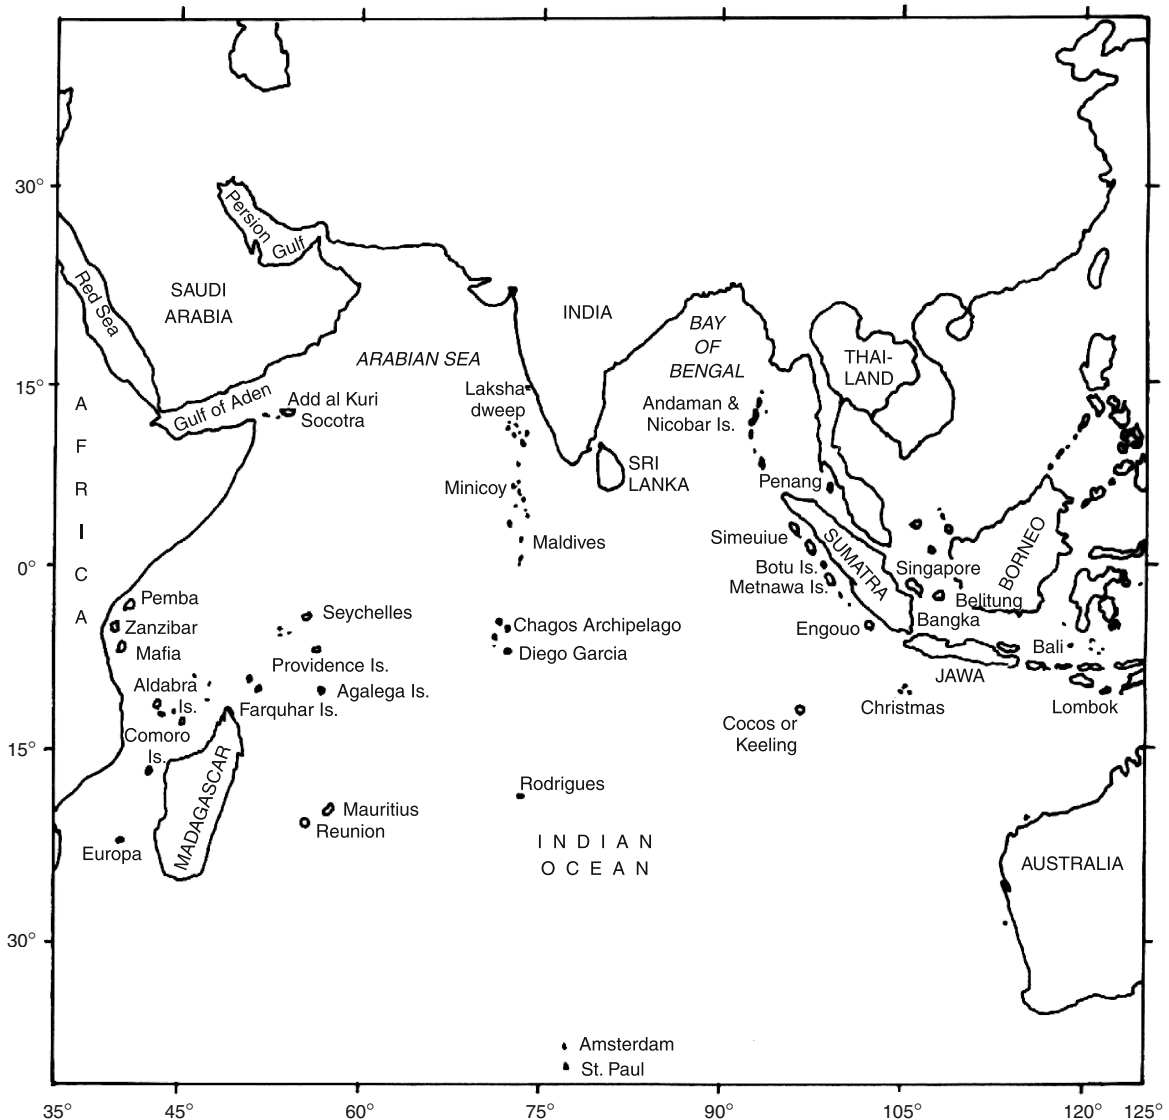 30°
Persion
Gulf
Red Sea
SAUDI
ARABIA
INDIA
BAY
OF
BENGAL
ARABIAN SEA
THAI-
LAND
15°
Gulf of Aden
Add al Kuri
Socotra
Laksha-
dweep
Andaman &
Nicobar Is.
AFRICA
SRI
LANKA
Minicoy
Penang
Maldives
Simeuiue
SUMATRA
BORNEO
0°
Botu Is.
Metnawa Is.
Singapore
Belitung
Bangka
Pemba
Zanzibar
Mafia
Seychelles
Chagos Archipelago
Diego Garcia
Engouo
Bali
Providence Is.
JAWA
Aldabra
Is.
Agalega Is.
Farquhar Is.
Christmas
Lombok
Comoro
Is.
Cocos or
Keeling
15°
MADAGASCAR
Rodrigues
Mauritius
Reunion
Europa
INDIAN
OCEAN
AUSTRALIA
30°
Amsterdam
St. Paul
35° 45° 60° 75° 90° 105° 120° 125°